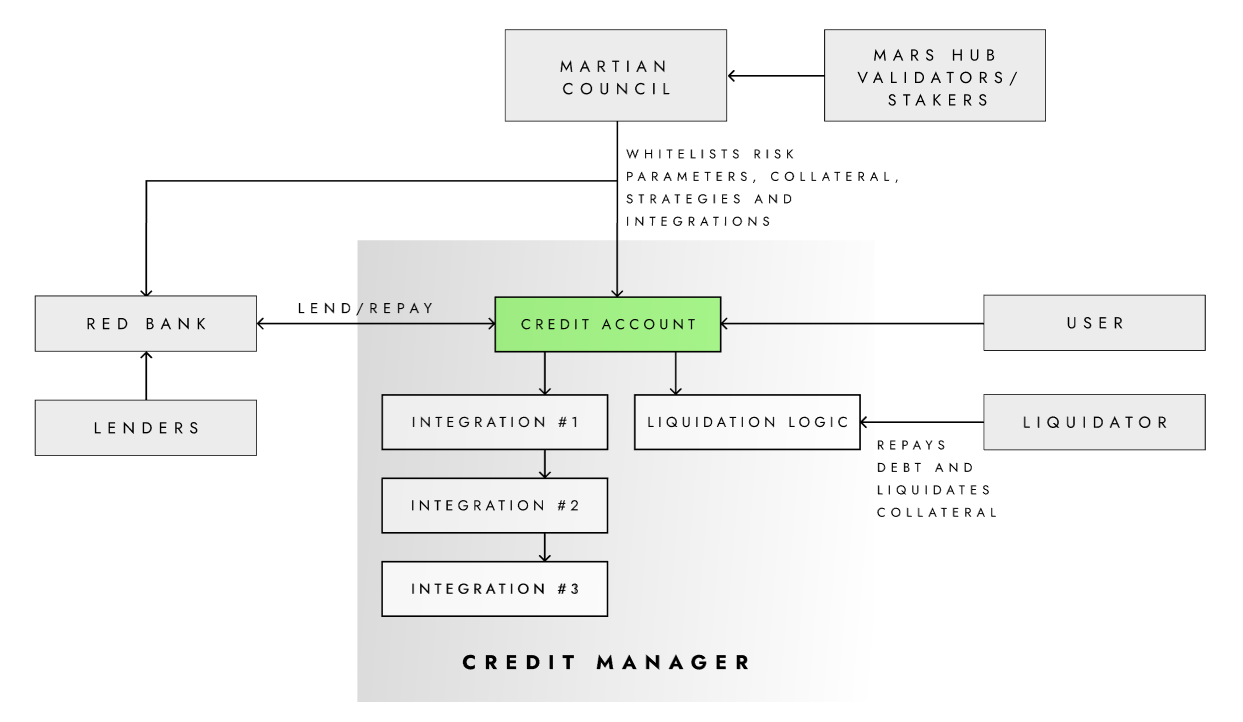 MARTIAN
COUNCIL
MARS HUB
VALIDATORS/
STAKERS
WHITELISTS RISK
PARAMETERS, COLLATERAL,
STRATEGIES AND
INTEGRATIONS
RED BANK
LEND/REPAY
CREDIT ACCOUNT
USER
LENDERS
INTEGRATION #1
LIQUIDATION LOGIC
LIQUIDATOR
REPAYS
DEBT AND
LIQUIDATES
COLLATERAL
INTEGRATION #2
INTEGRATION #3
CREDIT MANAGER